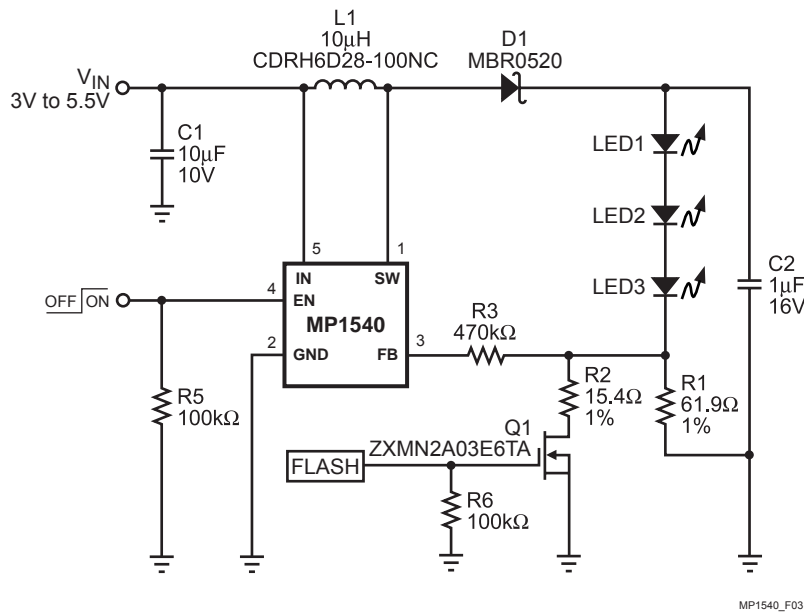 L1
10µH
CDRH6D28-100NC
D1
MBR0520
VIN
3V to 5.5V
C1
10µF
10V
LED1
LED2
LED3
C2
1µF
16V
5
1
IN
SW
4
EN
OFF ON
MP1540
2
GND
FB
3
R3
470kΩ
R2
15.4Ω
1%
R1
61.9Ω
1%
R5
100kΩ
Q1
ZXMN2A03E6TA
FLASH
R6
100kΩ
MP1540_F03